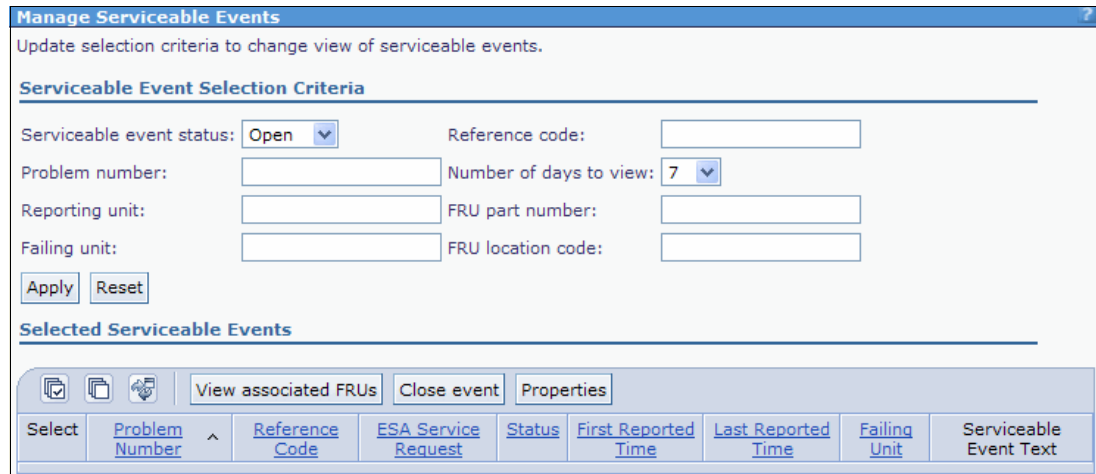 Manage Serviceable Events ?
Update selection criteria to change view of serviceable events.
Serviceable Event Selection Criteria
Serviceable event status: Open Reference code:
Problem number: Number of days to view: 7
Reporting unit: FRU part number:
Failing unit: FRU location code:
Apply Reset
Selected Serviceable Events
View associated FRUs Close event Properties
Select Problem Number ^ Reference Code ESA Service Request Status First Reported Time Last Reported Time Failing Unit Serviceable Event Text